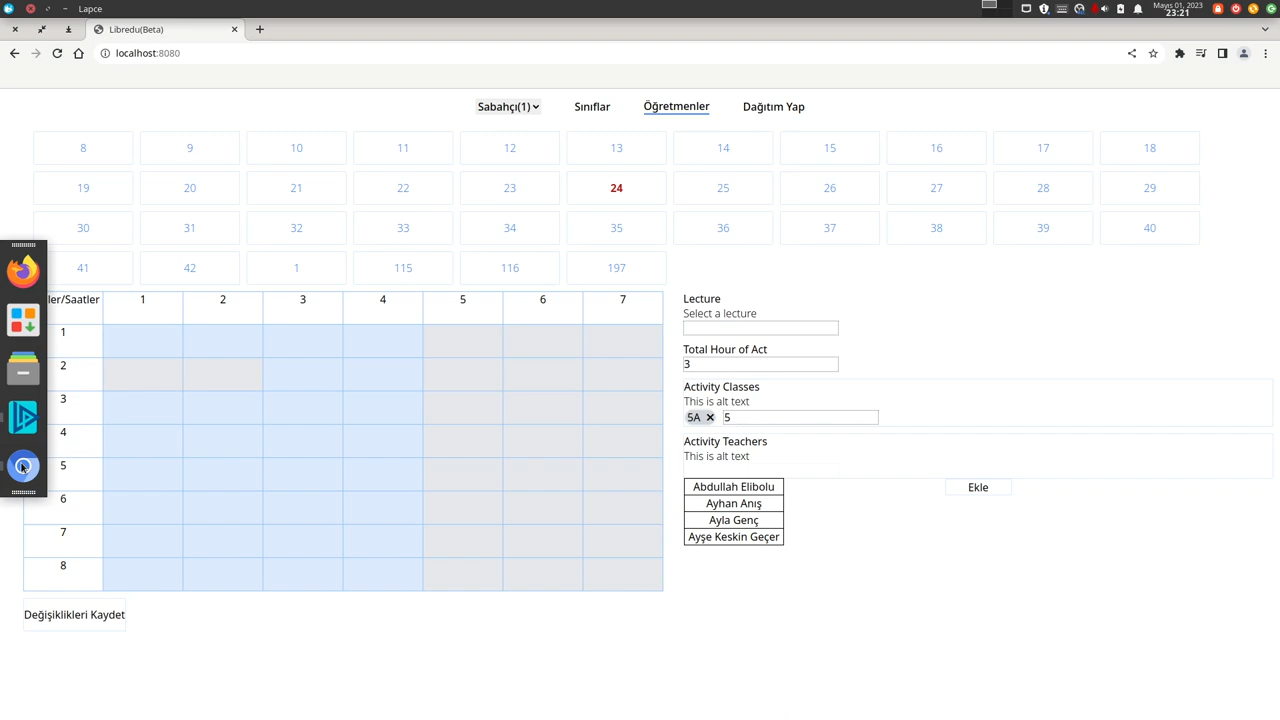 Lapce
Mayıs 01, 2023
23:21
Libredu(Beta)
localhost:8080
Sabahçı(1) Sınıflar Öğretmenler Dağıtım Yap
8 9 10 11 12 13 14 15 16 17 18
19 20 21 22 23 24 25 26 27 28 29
30 31 32 33 34 35 36 37 38 39 40
41 42 1 115 116 197
ler/Saatler 1 2 3 4 5 6 7
1
2
3
4
5
6
7
8
Değişiklikleri Kaydet
Lecture
Select a lecture
Total Hour of Act
3
Activity Classes
This is alt text
5A 5
Activity Teachers
This is alt text
Abdullah Elibolu
Ayhan Anış
Ayla Genç
Ayşe Keskin Geçer
Ekle